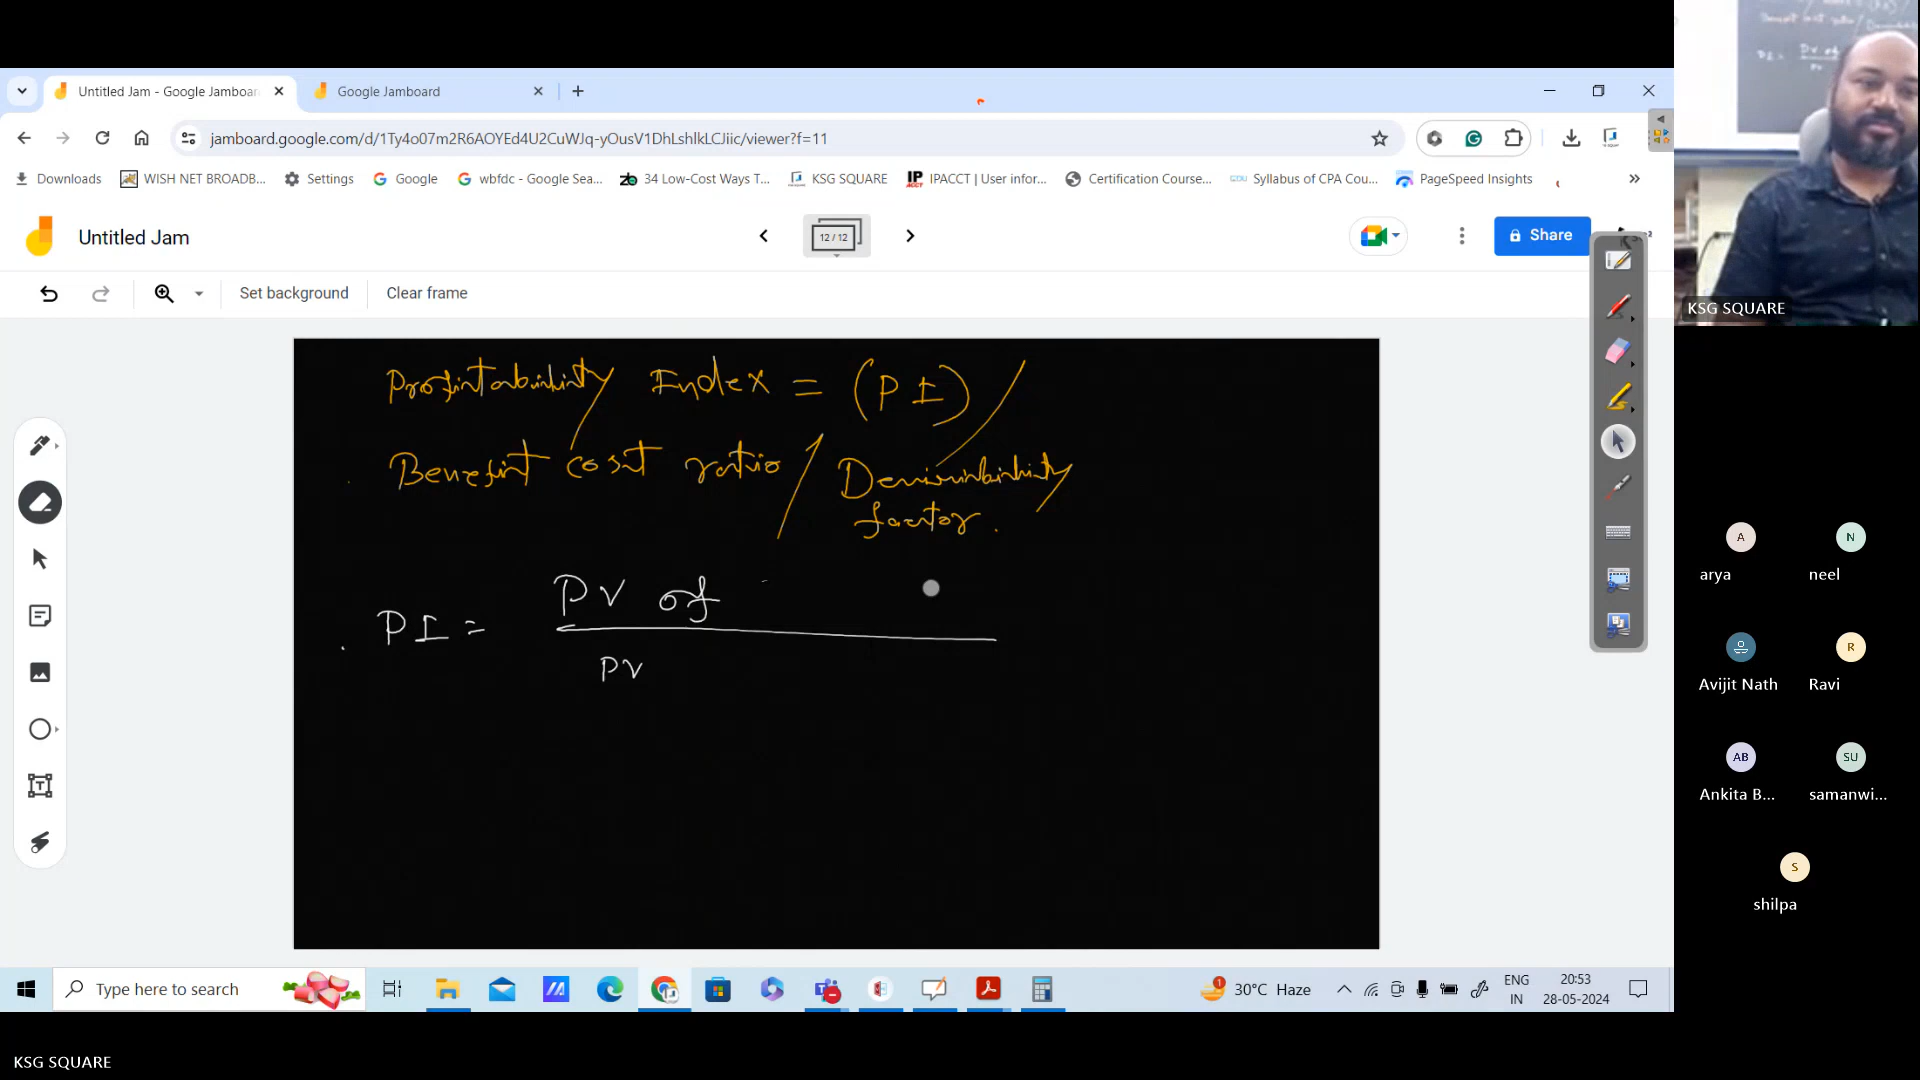 Untitled Jam - Google Jamboar
Google Jamboard
jamboard.google.com/d/1Ty4o07m2R6AOYEd4U2CuWJq-yOusV1DhLshlkLCJiic/viewer?f=11
Downloads WISH NET BROADB... Settings Google wbfdc - Google Sea... 34 Low-Cost Ways T... KSG SQUARE IPACCT | User infor... Certification Course... Syllabus of CPA Cou... PageSpeed Insights
Untitled Jam
12 / 12
Share
Set background Clear frame
KSG SQUARE
Profitability Index = (PI) /
Benefit cost ratio / Desirability
factor.
PI = PV of
PV
arya
neel
Avijit Nath
R
Ravi
AB
Ankita B...
SU
samanwi...
S
shilpa
A
N
Type here to search
1
30°C Haze
ENG
IN
20:53
28-05-2024
KSG SQUARE